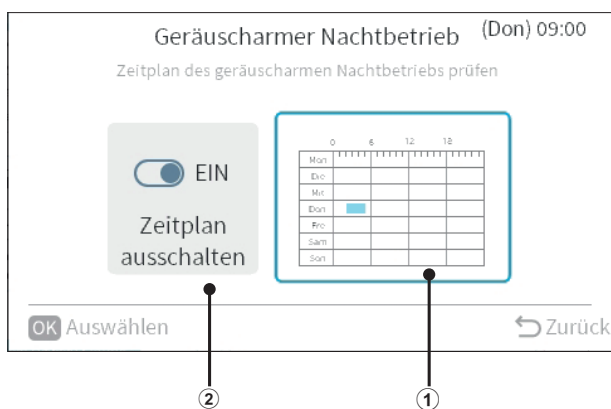 Geräuscharmer Nachtbetrieb (Don) 09:00
Zeitplan des geräuscharmen Nachtbetriebs prüfen
EIN
Zeitplan
ausschalten
0 6 12 18
Mon
Die
Mit
Don
Fre
Sam
Son
OK Auswählen
Zurück
② ①